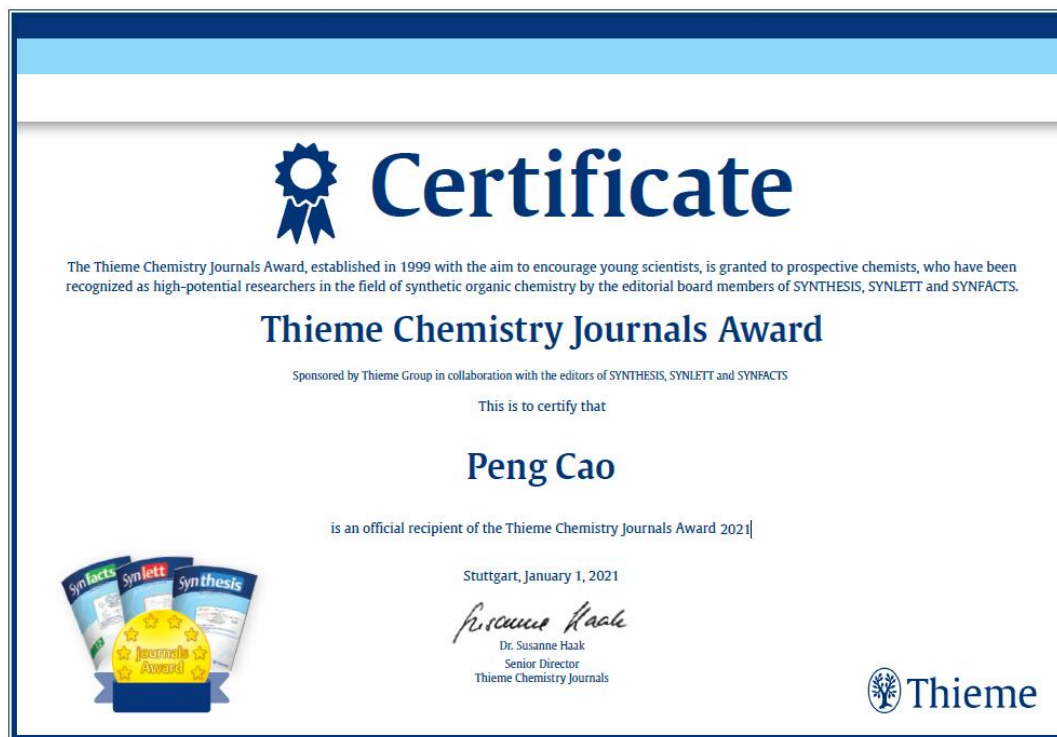 Certificate
The Thieme Chemistry Journals Award, established in 1999 with the aim to encourage young scientists, is granted to prospective chemists, who have been
recognized as high-potential researchers in the field of synthetic organic chemistry by the editorial board members of SYNTHESIS, SYNLETT and SYNFACTS.
Thieme Chemistry Journals Award
Sponsored by Thieme Group in collaboration with the editors of SYNTHESIS, SYNLETT and SYNFACTS
This is to certify that
Peng Cao
is an official recipient of the Thieme Chemistry Journals Award 2021
Stuttgart, January 1, 2021
Susanne Haak
Dr. Susanne Haak
Senior Director
Thieme Chemistry Journals
Synfacts
Synlett
Synthesis
Journals
Award
Thieme